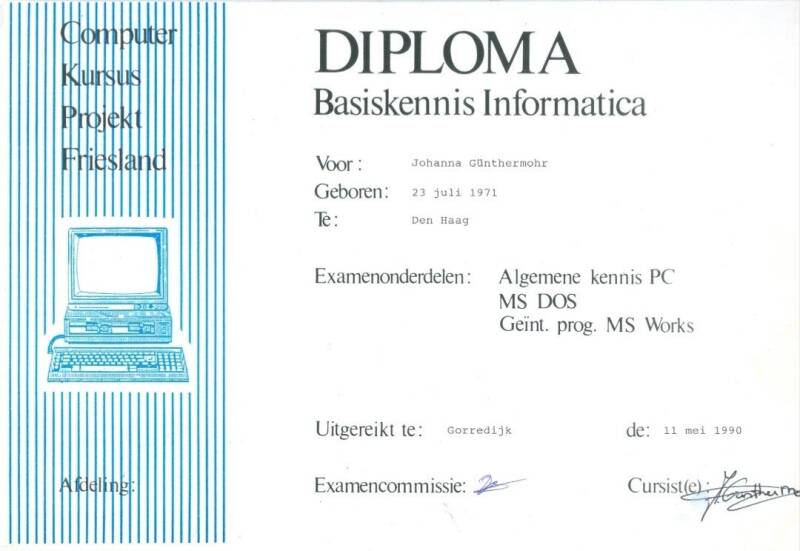 Computer
Kursus
Projekt
Friesland
DIPLOMA
Basiskennis Informatica
Voor : Johanna Günthermohr
Geboren: 23 juli 1971
Te : Den Haag
Examenonderdelen: Algemene kennis PC
MS DOS
Geïnt. prog. MS Works
Uitgereikt te: Gorredijk de: 11 mei 1990
Afdeling: Examencommissie: Cursist(e):